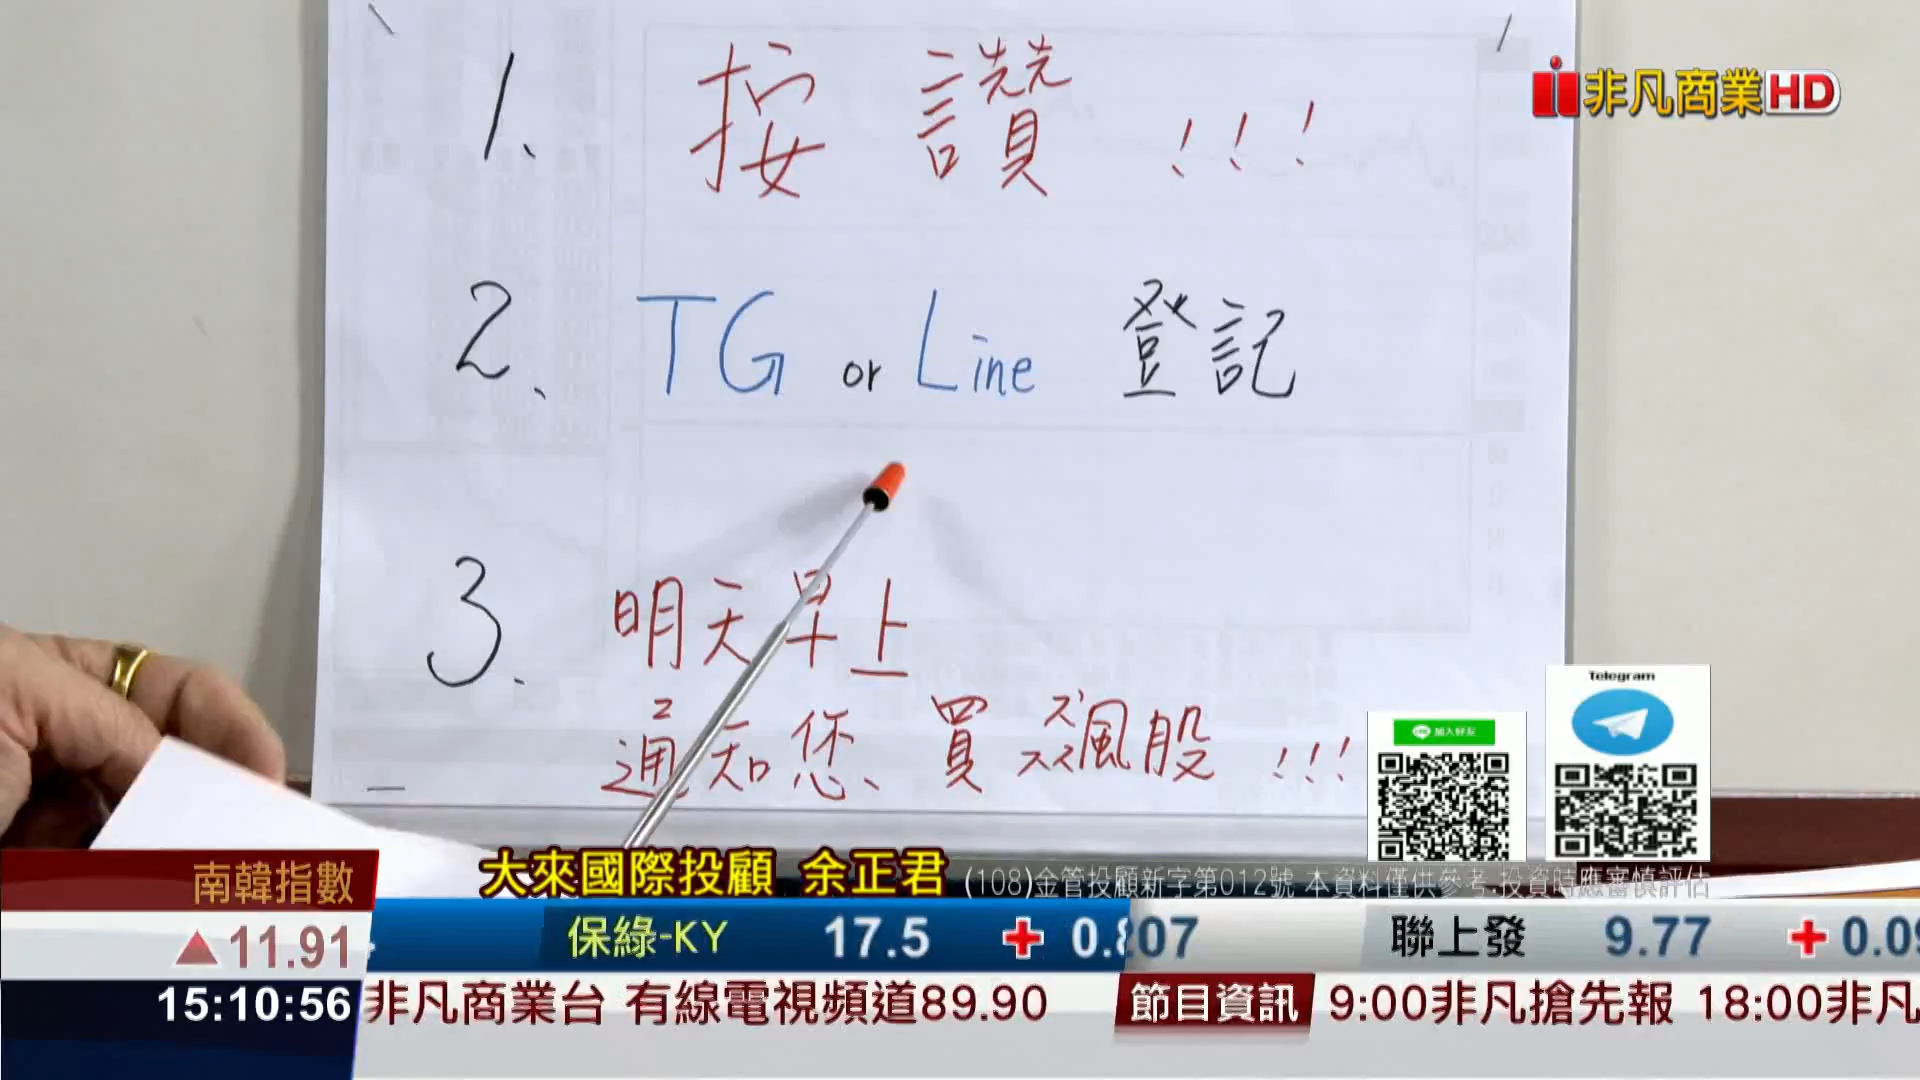 非凡商業HD
1. 按讚!!!
2. TG or Line 登記
3. 明天早上
通知您、買飆股!!!
Telegram
加入好友
大來國際投顧 余正君 (108)金管投顧新字第012號 本資料僅供參考.投資時應審慎評估
南韓指數
▲11.91
保綠-KY 17.5 + 0.8
07 聯上發 9.77 + 0.09
15:10:56
非凡商業台 有線電視頻道89.90 節目資訊 9:00非凡搶先報 18:00非凡